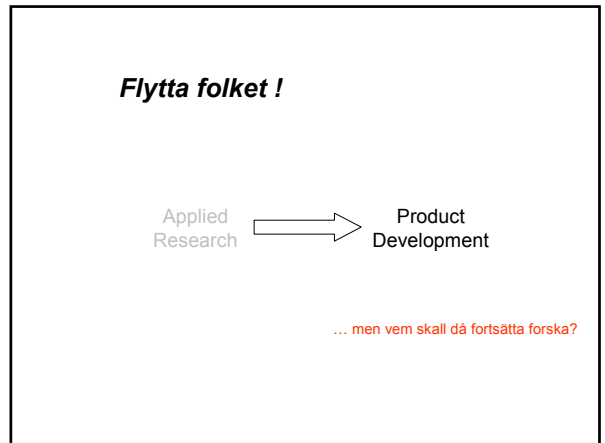 Flytta folket !
Applied
Research
Product
Development
… men vem skall då fortsätta forska?